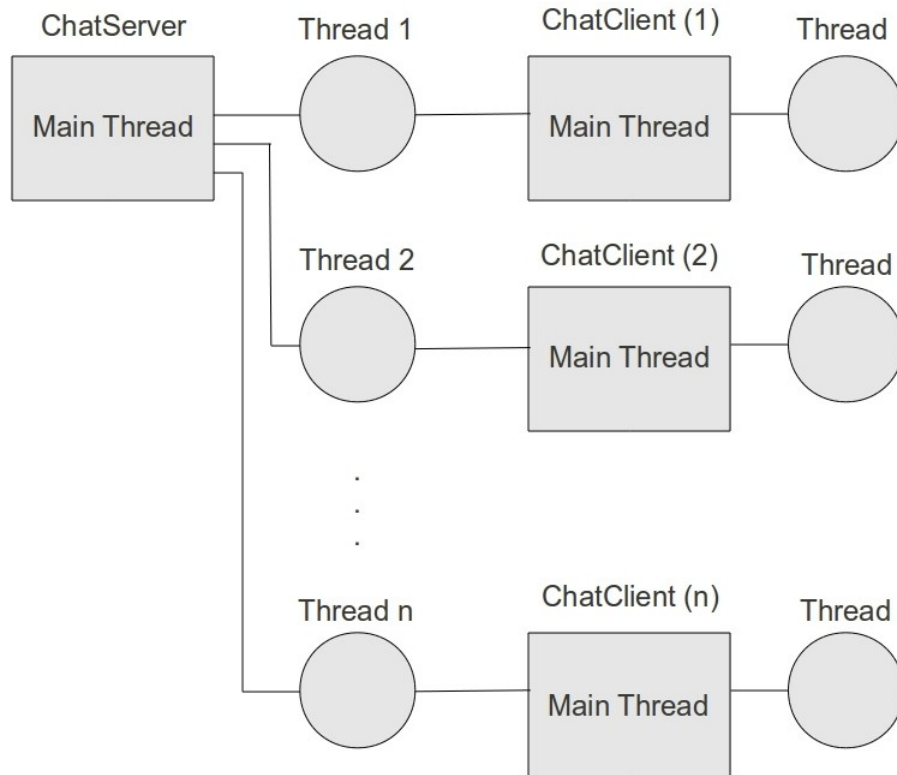 ChatServer
Thread 1
ChatClient (1)
Thread
Main Thread
Main Thread
Thread 2
ChatClient (2)
Thread
Main Thread
.
.
.
Thread n
ChatClient (n)
Thread
Main Thread